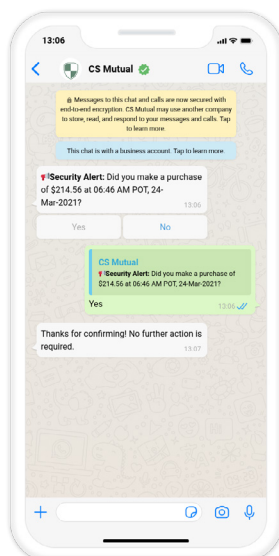 13:06
CS Mutual
Messages to this chat and calls are now secured with
end-to-end encryption. CS Mutual may use another company
to store, read, and respond to your messages and calls. Tap
to learn more.
This chat is with a business account. Tap to learn more.
Security Alert: Did you make a purchase
of $214.56 at 06:46 AM POT, 24-
Mar-2021?
13:06
Yes
No
CS Mutual
Security Alert: Did you make a purchase of
$214.56 at 06:46 AM POT, 24-Mar-2021?
Yes
13:06
Thanks for confirming! No further action is
required.
13:07